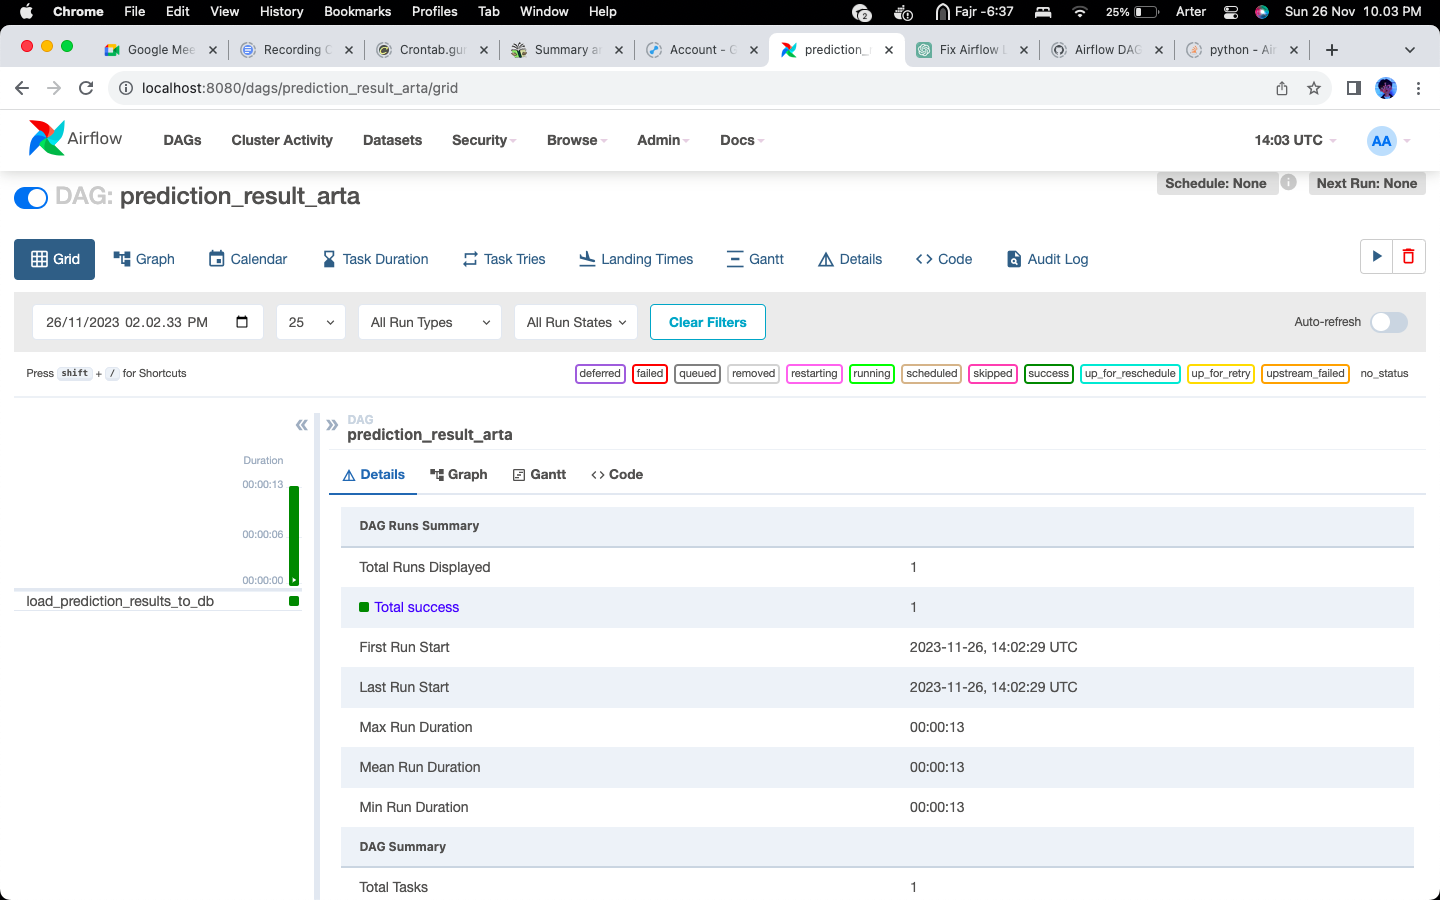 Chrome File Edit View History Bookmarks Profiles Tab Window Help 2 Fajr -6:37 25% Arter Sun 26 Nov 10.03 PM
Google Mee Recording C Crontab.gur Summary a Account - G prediction_r Fix Airflow L Airflow DAG python - Air
localhost:8080/dags/prediction_result_arta/grid
Airflow DAGs Cluster Activity Datasets Security Browse Admin Docs 14:03 UTC AA
DAG: prediction_result_arta Schedule: None i Next Run: None
Grid Graph Calendar Task Duration Task Tries Landing Times Gantt Details Code Audit Log
26/11/2023 02.02.33 PM 25 All Run Types All Run States Clear Filters Auto-refresh
Press shift + / for Shortcuts deferred failed queued removed restarting running scheduled skipped success up_for_reschedule up_for_retry upstream_failed no_status
DAG
prediction_result_arta
Duration
00:00:13
00:00:06
00:00:00
load_prediction_results_to_db
Details Graph Gantt Code
DAG Runs Summary
Total Runs Displayed 1
Total success 1
First Run Start 2023-11-26, 14:02:29 UTC
Last Run Start 2023-11-26, 14:02:29 UTC
Max Run Duration 00:00:13
Mean Run Duration 00:00:13
Min Run Duration 00:00:13
DAG Summary
Total Tasks 1